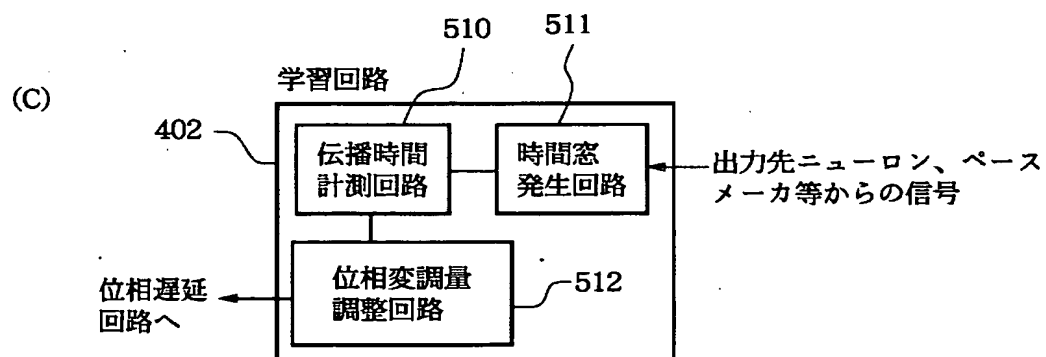 510
511
(C)
学習回路
402
伝播時間
計測回路
時間窓
発生回路
出力先ニューロン、ペース
メーカ等からの信号
位相変調量
調整回路
512
位相遅延
回路へ